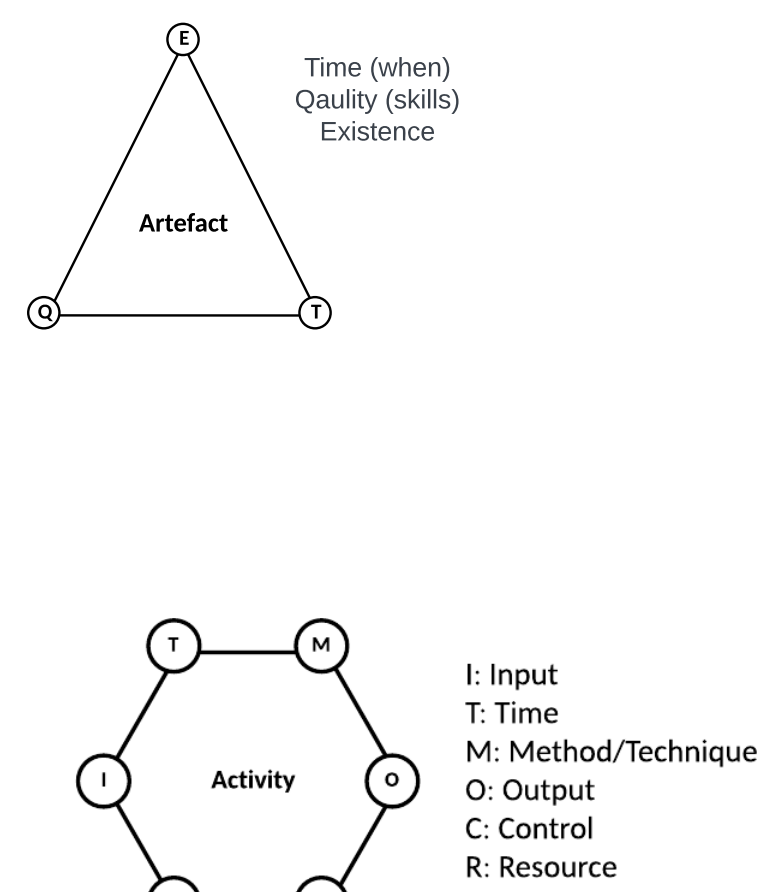 E
Time (when)
Qaulity (skills)
Existence
Artefact
Q
T
T
M
I: Input
T: Time
M: Method/Technique
I
Activity
O
O: Output
C: Control
R: Resource